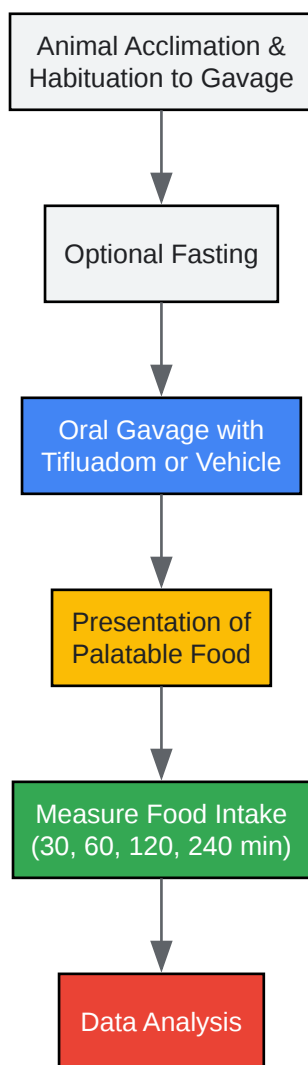 Animal Acclimation &
Habituation to Gavage
Optional Fasting
Oral Gavage with
Tifluadom or Vehicle
Presentation of
Palatable Food
Measure Food Intake
(30, 60, 120, 240 min)
Data Analysis